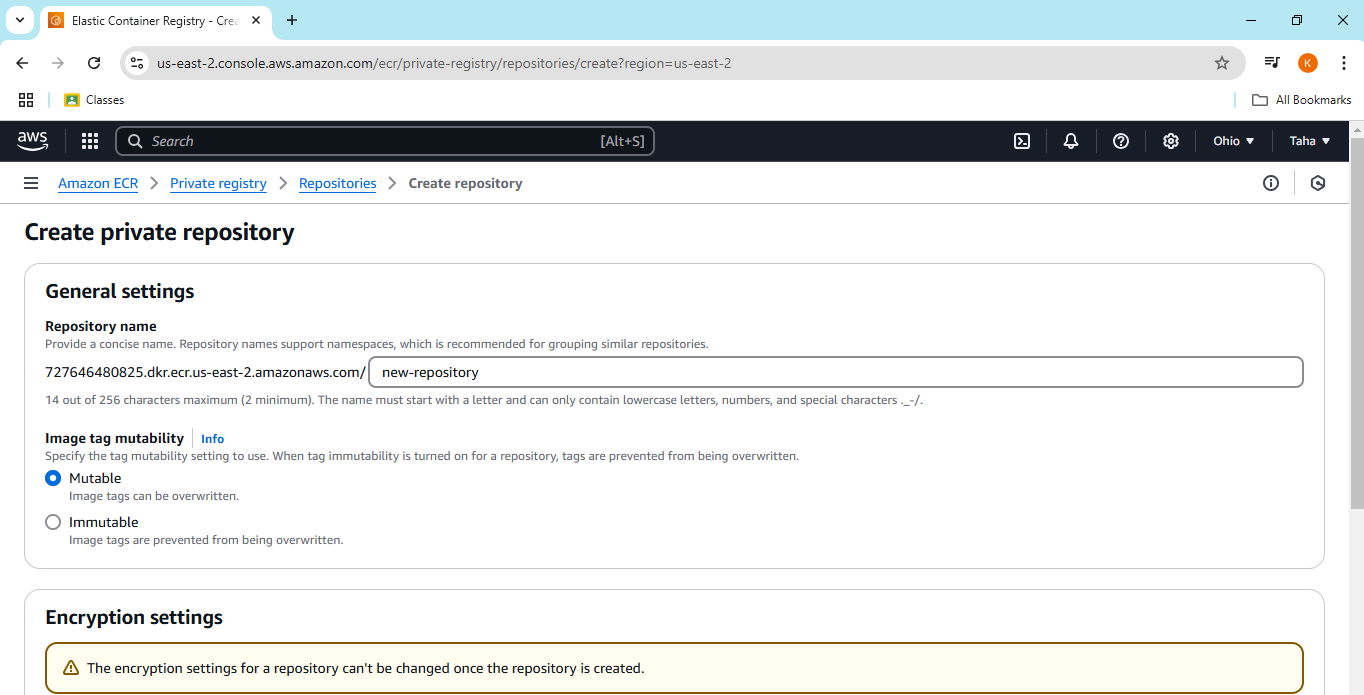 Elastic Container Registry - Crea
us-east-2.console.aws.amazon.com/ecr/private-registry/repositories/create?region=us-east-2
K
Classes
All Bookmarks
aws
Search
[Alt+S]
Ohio
Taha
Amazon ECR
Private registry
Repositories
Create repository
Create private repository
General settings
Repository name
Provide a concise name. Repository names support namespaces, which is recommended for grouping similar repositories.
727646480825.dkr.ecr.us-east-2.amazonaws.com/ new-repository
14 out of 256 characters maximum (2 minimum). The name must start with a letter and can only contain lowercase letters, numbers, and special characters ._-/.
Image tag mutability Info
Specify the tag mutability setting to use. When tag immutability is turned on for a repository, tags are prevented from being overwritten.
Mutable
Image tags can be overwritten.
Immutable
Image tags are prevented from being overwritten.
Encryption settings
The encryption settings for a repository can't be changed once the repository is created.